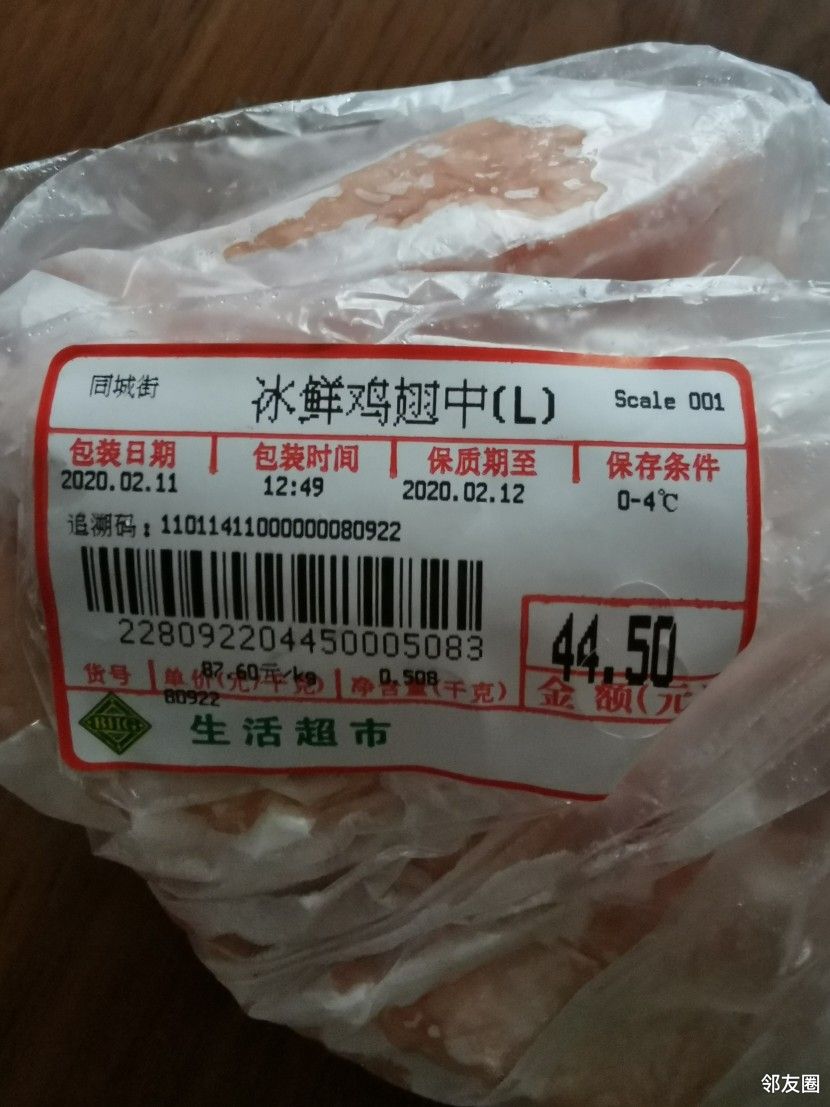 同城街 冰鲜鸡翅中(L) Scale 001
包装日期 包装时间 保质期至 保存条件
2020.02.11 12:49 2020.02.12 0-4℃
追溯码：11011411000000080922
2280922044500005083
44.50
87.60元/kg 0.508
货号 单价(元/千克) 净含量(千克) 金 额(元
80922
BHG 生活超市
邻友圈